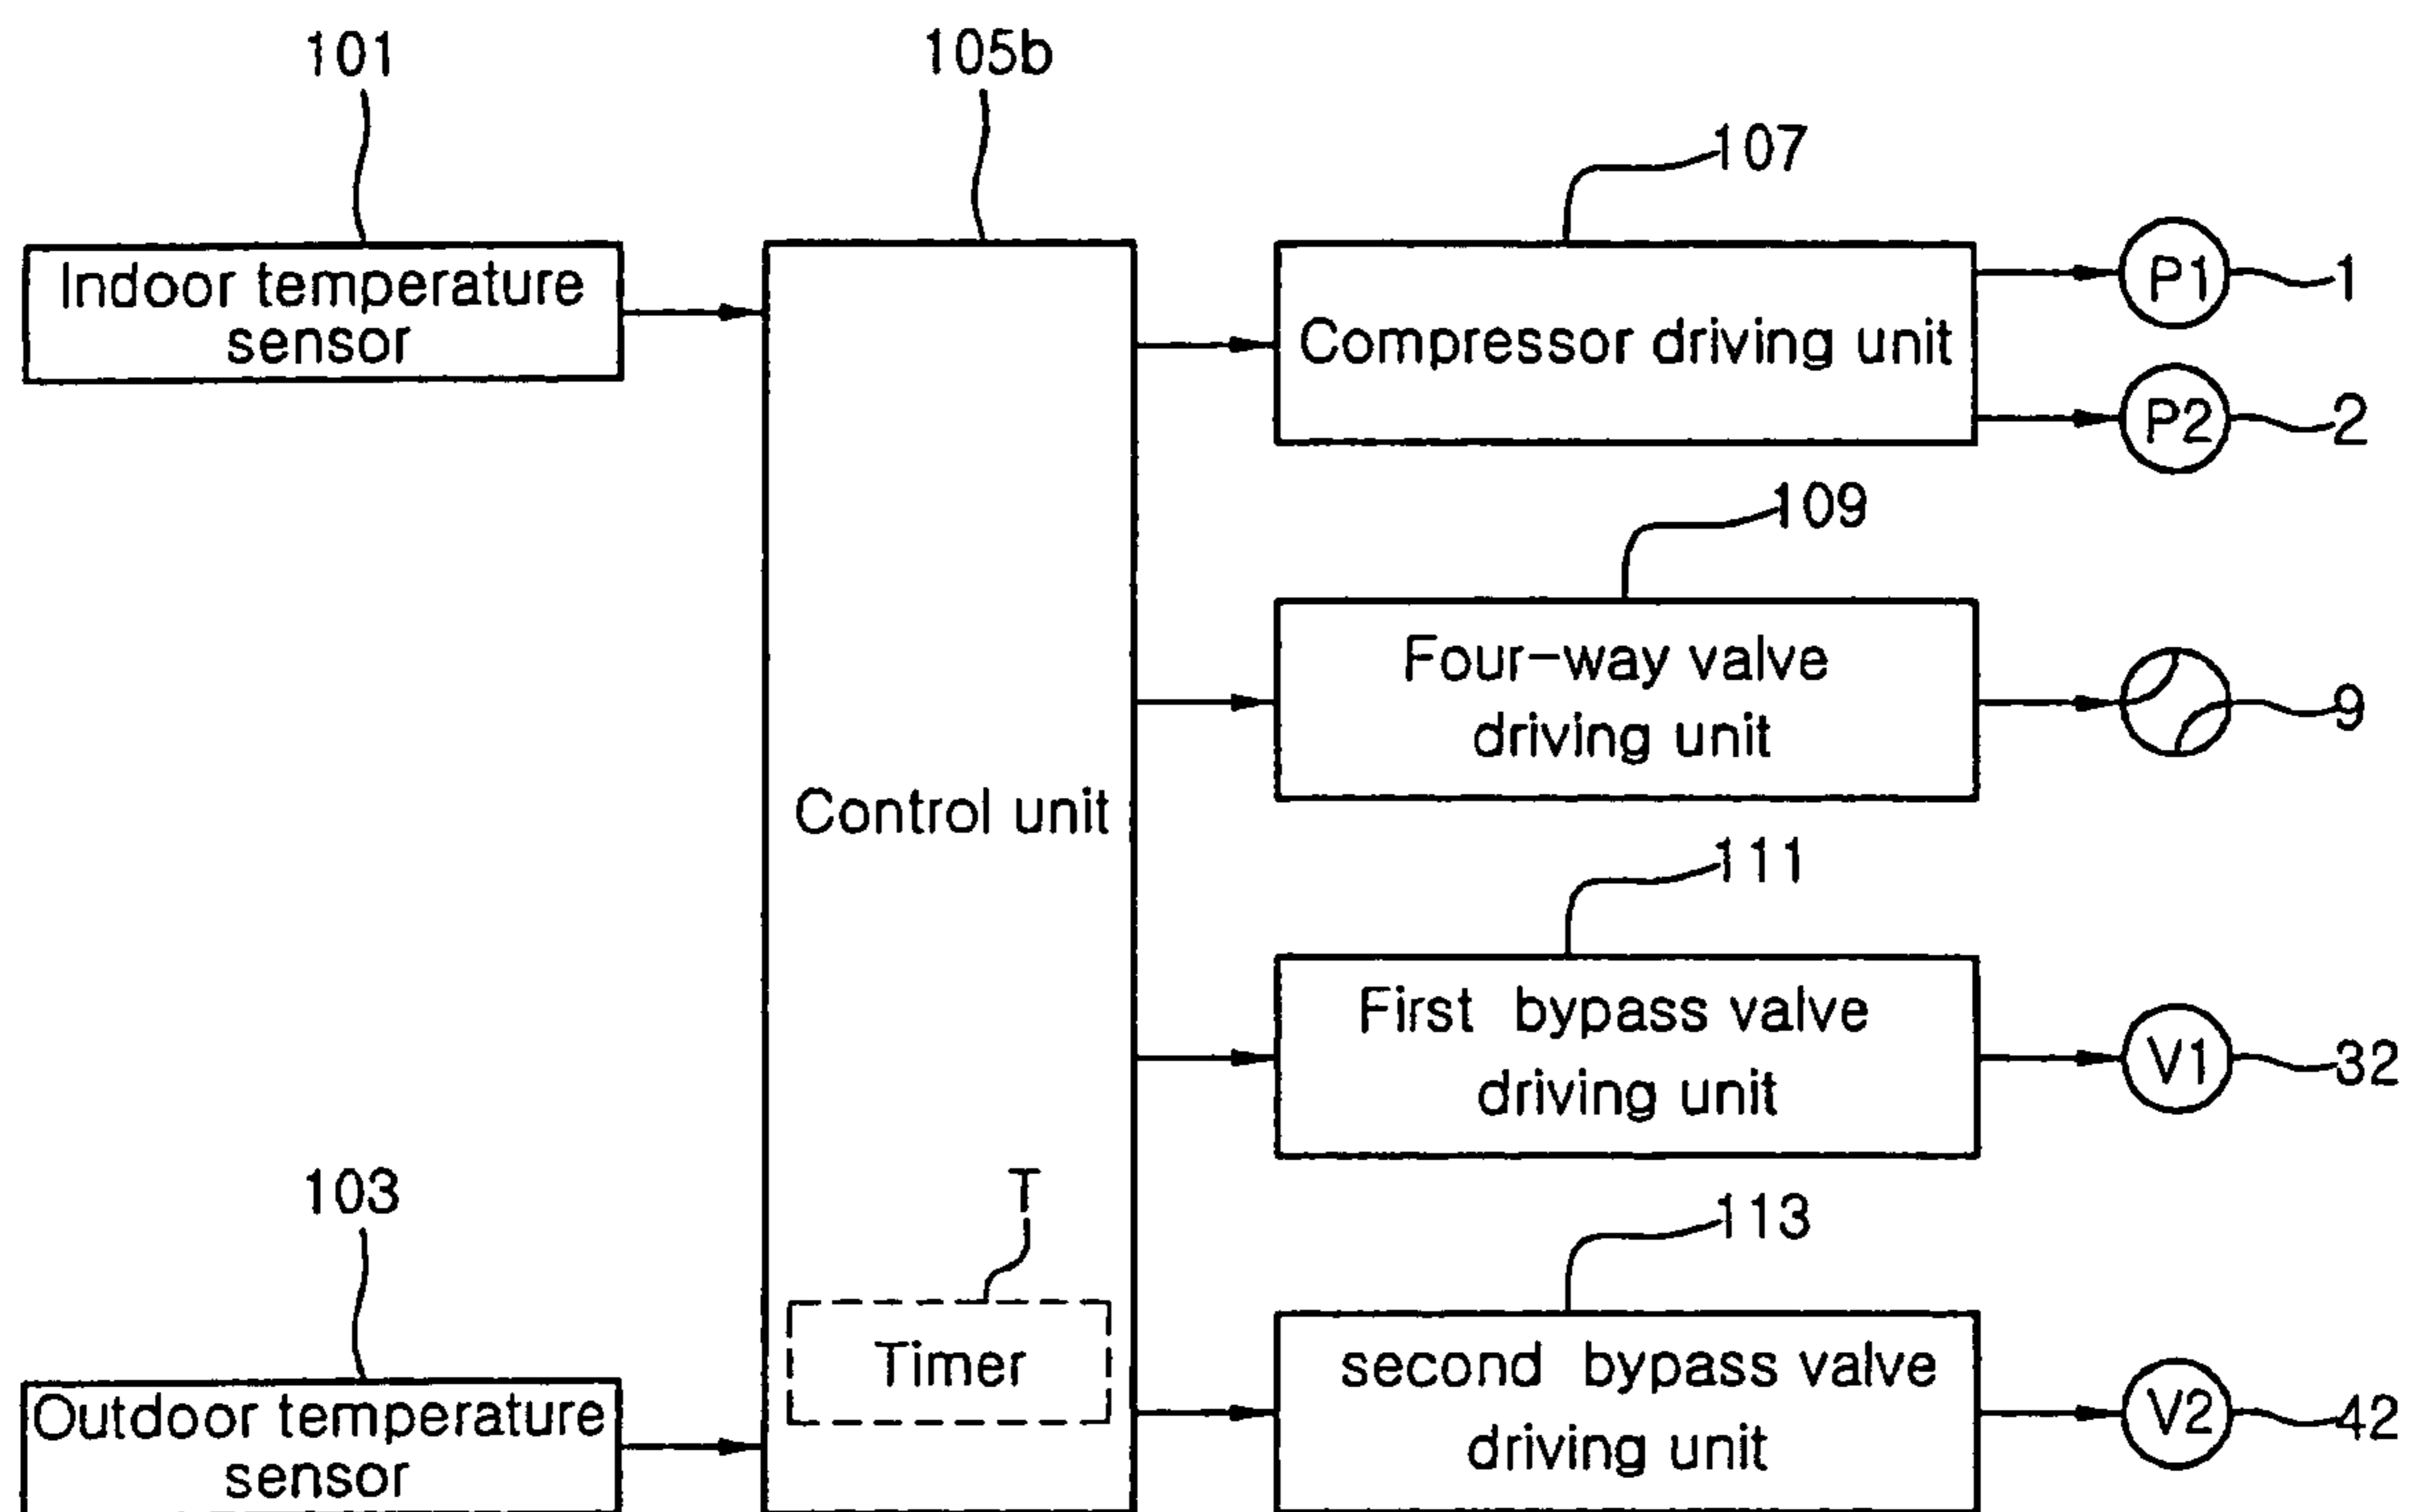 101
105b
107
Indoor temperature
sensor
Compressor driving unit
P1
1
P2
2
109
Four-way valve
driving unit
9
Control unit
111
First bypass valve
driving unit
V1
32
103
T
113
Timer
second bypass valve
driving unit
V2
42
Outdoor temperature
sensor